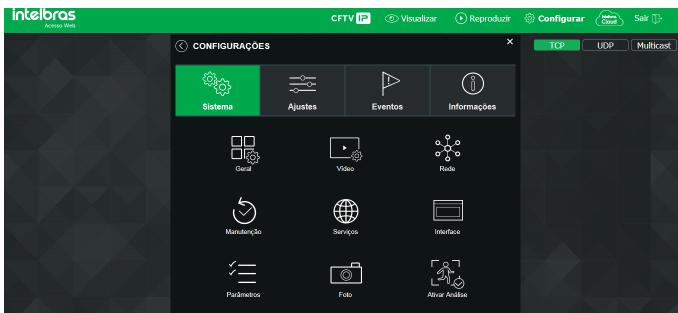 intelbras
Acesso Web
CFTV IP Visualizar Reproduzir Configurar intelbras Cloud Sair
CONFIGURAÇÕES ×
TCP UDP Multicast
Sistema Ajustes Eventos Informações
Geral Vídeo Rede
Manutenção Serviços Interface
Parâmetros Foto Ativar Análise